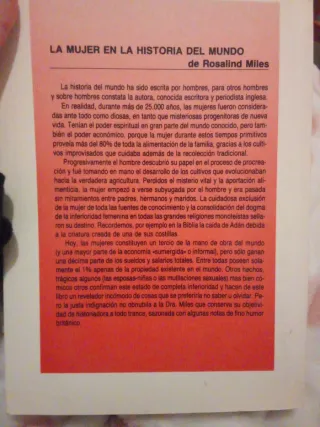 LA MUJER EN LA HISTORIA DEL MUNDO
de Rosalind Miles
La historia del mundo ha sido escrita por hombres, para otros hombres
y sobre hombres constata la autora, conocida escritora y periodista inglesa.
En realidad, durante más de 25.000 años, las mujeres fueron considera-
das ante todo como diosas, en tanto que misteriosas progenitoras de nueva
vida. Tenían el poder espiritual en gran parte del mundo conocido, pero tam-
bién el poder económico, porque la mujer durante estos tiempos primitivos
proveía más del 80% de toda la alimentación de la familia, gracias a los culti-
vos improvisados que cuidaba además de la recolección tradicional.
Progresivamente el hombre descubrió su papel en el proceso de procrea-
ción y fué tomando en mano el desarrollo de los cultivos que evolucionaban
hacia la verdadera agricultura. Perdidos el misterio vital y la aportación ali-
menticia, la mujer empezó a verse subyugada por el hombre y era pasada
sin miramientos entre padres, hermanos y maridos. La cuidadosa exclusión
de la mujer de toda las fuentes de conocimiento y la consolidación del dogma
de la inferioridad femenina en todas las grandes religiones monoteístas sella-
ron su destino. Recordemos, por ejemplo en la Biblia la caida de Adán debido
a la criatura creada de una de sus costillas.
Hoy, las mujeres constituyen un tercio de la mano de obra del mundo
(y una mayor parte de la economía «sumergida» o informal), pero sólo ganan
una décima parte de los sueldos y salarios totales. Entre todas poseen sola-
mente el 1% apenas de la propiedad existente en el mundo. Otros hechos,
trágicos algunos (las esposas-niñas o las mutilaciones sexuales) mas bien có-
micos otros confirman este estado de completa inferioridad y hacen de este
libro un revelador incómodo de cosas que se preferiría no saber u olvidar. Pe-
ro la justa indignación no obnubila a la Dra. Miles que conserva su objetivi-
dad de historiadora a todo trance, sazonada con algunas notas de fino humor
británico.